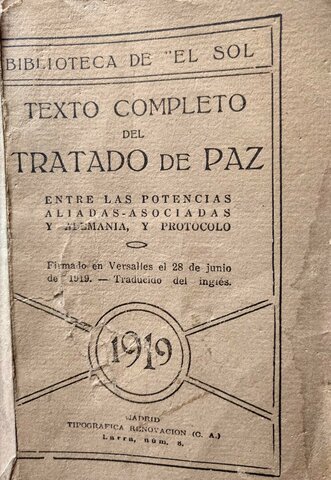 BIBLIOTECA DE "EL SOL
TEXTO COMPLETO
DEL
TRATADO DE PAZ
ENTRE LAS POTENCIAS
ALIADAS-ASOCIADAS
Y ALEMANIA, Y PROTOCOLO
Firmado en Versalles el 28 de junio
de 1919. — Traducido del inglés.
1919
MADRID
TIPOGRAFICA RENOVACION (C. A.)
Larra, núm. 8.